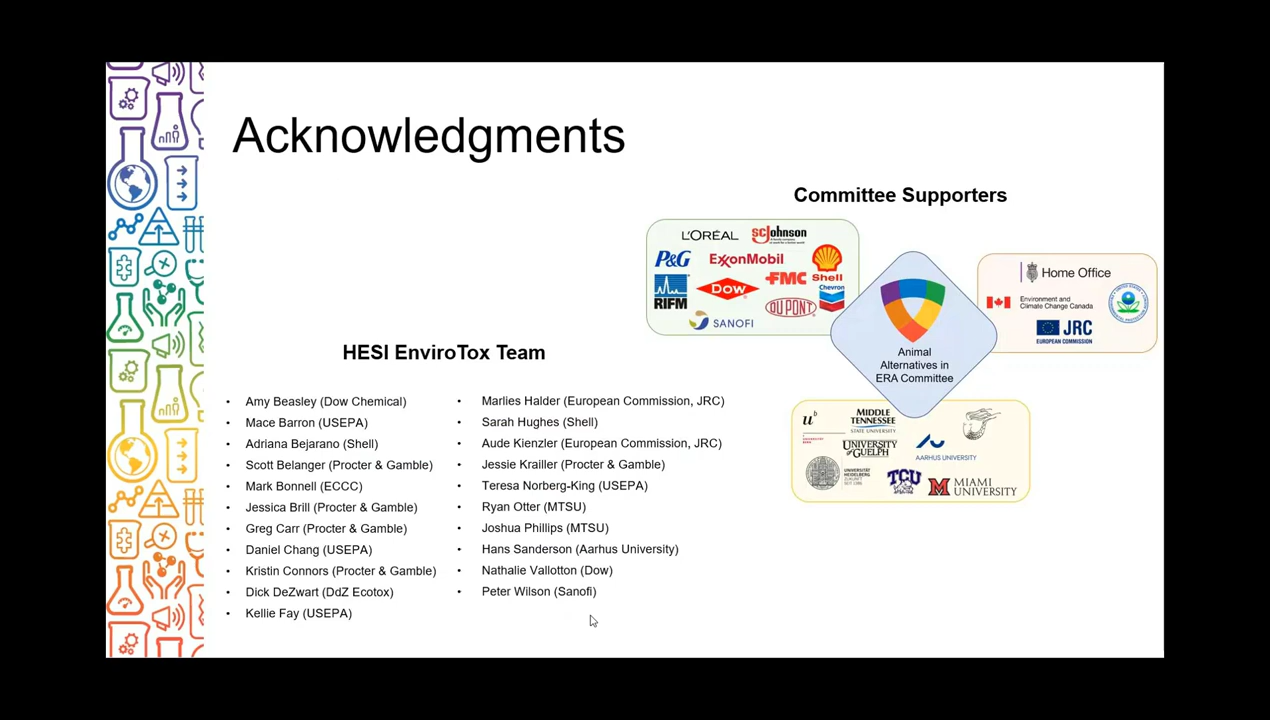 Acknowledgments
Committee Supporters
L'ORÉAL
SC Johnson
P&G
ExxonMobil
Shell
RIFM
Dow
FMC
Chevron
DUPONT
SANOFI
Animal
Alternatives in
ERA Committee
Home Office
Environment and
Climate Change Canada
JRC
EUROPEAN COMMISSION
u b
MIDDLE
TENNESSEE
STATE UNIVERSITY
UNIVERSITY
of GUELPH
AARHUS UNIVERSITY
UNIVERSITÄT
HEIDELBERG
ZUKUNFT
SEIT 1386
TCU
MIAMI
UNIVERSITY
HESI EnviroTox Team
• Amy Beasley (Dow Chemical)
• Mace Barron (USEPA)
• Adriana Bejarano (Shell)
• Scott Belanger (Procter & Gamble)
• Mark Bonnell (ECCC)
• Jessica Brill (Procter & Gamble)
• Greg Carr (Procter & Gamble)
• Daniel Chang (USEPA)
• Kristin Connors (Procter & Gamble)
• Dick DeZwart (DdZ Ecotox)
• Kellie Fay (USEPA)
• Marlies Halder (European Commission, JRC)
• Sarah Hughes (Shell)
• Aude Kienzler (European Commission, JRC)
• Jessie Krailler (Procter & Gamble)
• Teresa Norberg-King (USEPA)
• Ryan Otter (MTSU)
• Joshua Phillips (MTSU)
• Hans Sanderson (Aarhus University)
• Nathalie Vallotton (Dow)
• Peter Wilson (Sanofi)